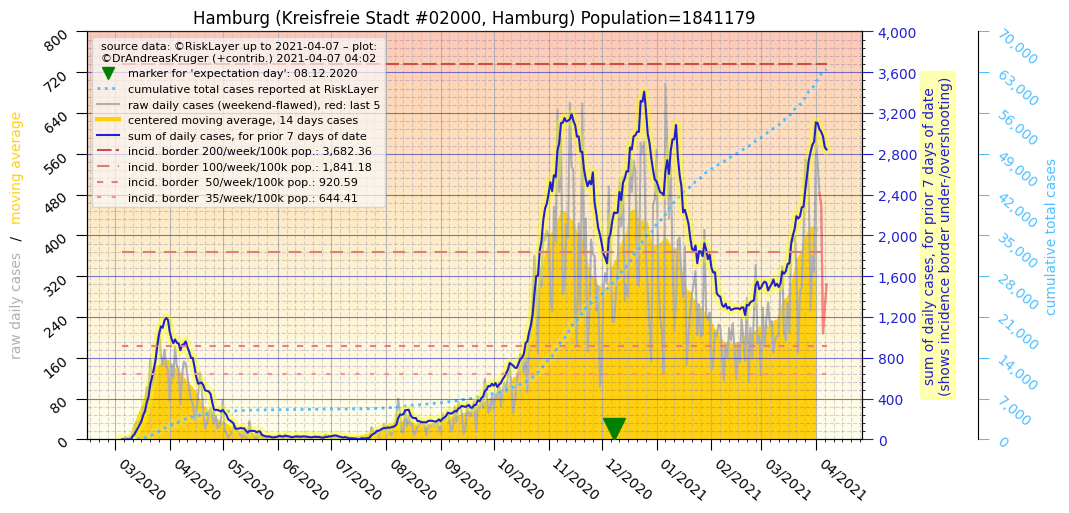 Hamburg (Kreisfreie Stadt #02000, Hamburg) Population=1841179
source data: ©RiskLayer up to 2021-04-07 – plot:
©DrAndreasKruger (+contrib.) 2021-04-07 04:02
marker for 'expectation day': 08.12.2020
cumulative total cases reported at RiskLayer
raw daily cases (weekend-flawed), red: last 5
centered moving average, 14 days cases
sum of daily cases, for prior 7 days of date
incid. border 200/week/100k pop.: 3,682.36
incid. border 100/week/100k pop.: 1,841.18
incid. border  50/week/100k pop.: 920.59
incid. border  35/week/100k pop.: 644.41
raw daily cases / moving average
800
720
640
560
480
400
320
240
160
80
0
03/2020
04/2020
05/2020
06/2020
07/2020
08/2020
09/2020
10/2020
11/2020
12/2020
01/2021
02/2021
03/2021
04/2021
4,000
3,600
3,200
2,800
2,400
2,000
1,600
1,200
800
400
0
sum of daily cases, for prior 7 days of date
(shows incidence border under-/overshooting)
70,000
63,000
56,000
49,000
42,000
35,000
28,000
21,000
14,000
7,000
0
cumulative total cases